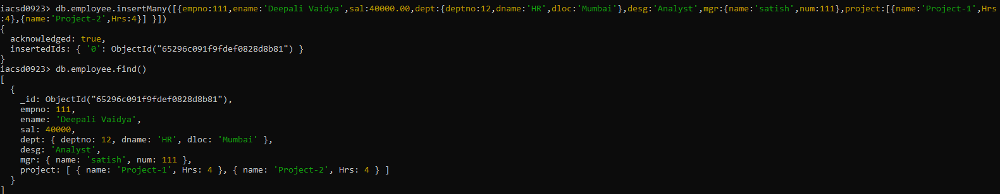 iacsd0923> db.employee.insertMany([{empno:111,ename:'Deepali Vaidya',sal:40000.00,dept:{deptno:12,dname:'HR',dloc:'Mumbai'},desg:'Analyst',mgr:{name:'satish',num:111},project:[{name:'Project-1',Hrs
:4},{name:'Project-2',Hrs:4}] }])
{
  acknowledged: true,
  insertedIds: { '0': ObjectId("65296c091f9fdef0828d8b81") }
}
iacsd0923> db.employee.find()
[
  {
    _id: ObjectId("65296c091f9fdef0828d8b81"),
    empno: 111,
    ename: 'Deepali Vaidya',
    sal: 40000,
    dept: { deptno: 12, dname: 'HR', dloc: 'Mumbai' },
    desg: 'Analyst',
    mgr: { name: 'satish', num: 111 },
    project: [ { name: 'Project-1', Hrs: 4 }, { name: 'Project-2', Hrs: 4 } ]
  }
]